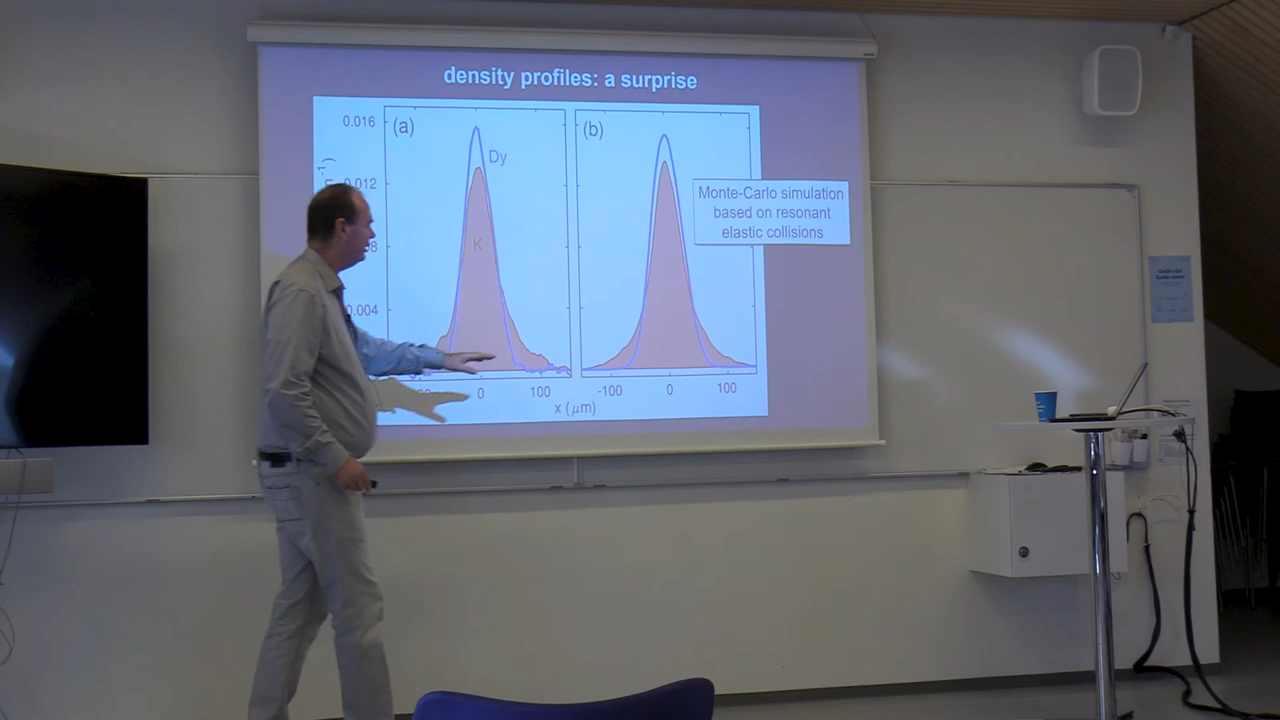 density profiles: a surprise
0.016
(a)
(b)
Dy
0.012
Monte-Carlo simulation
based on resonant
elastic collisions
K
0.004
0
100
-100
0
100
x (μm)